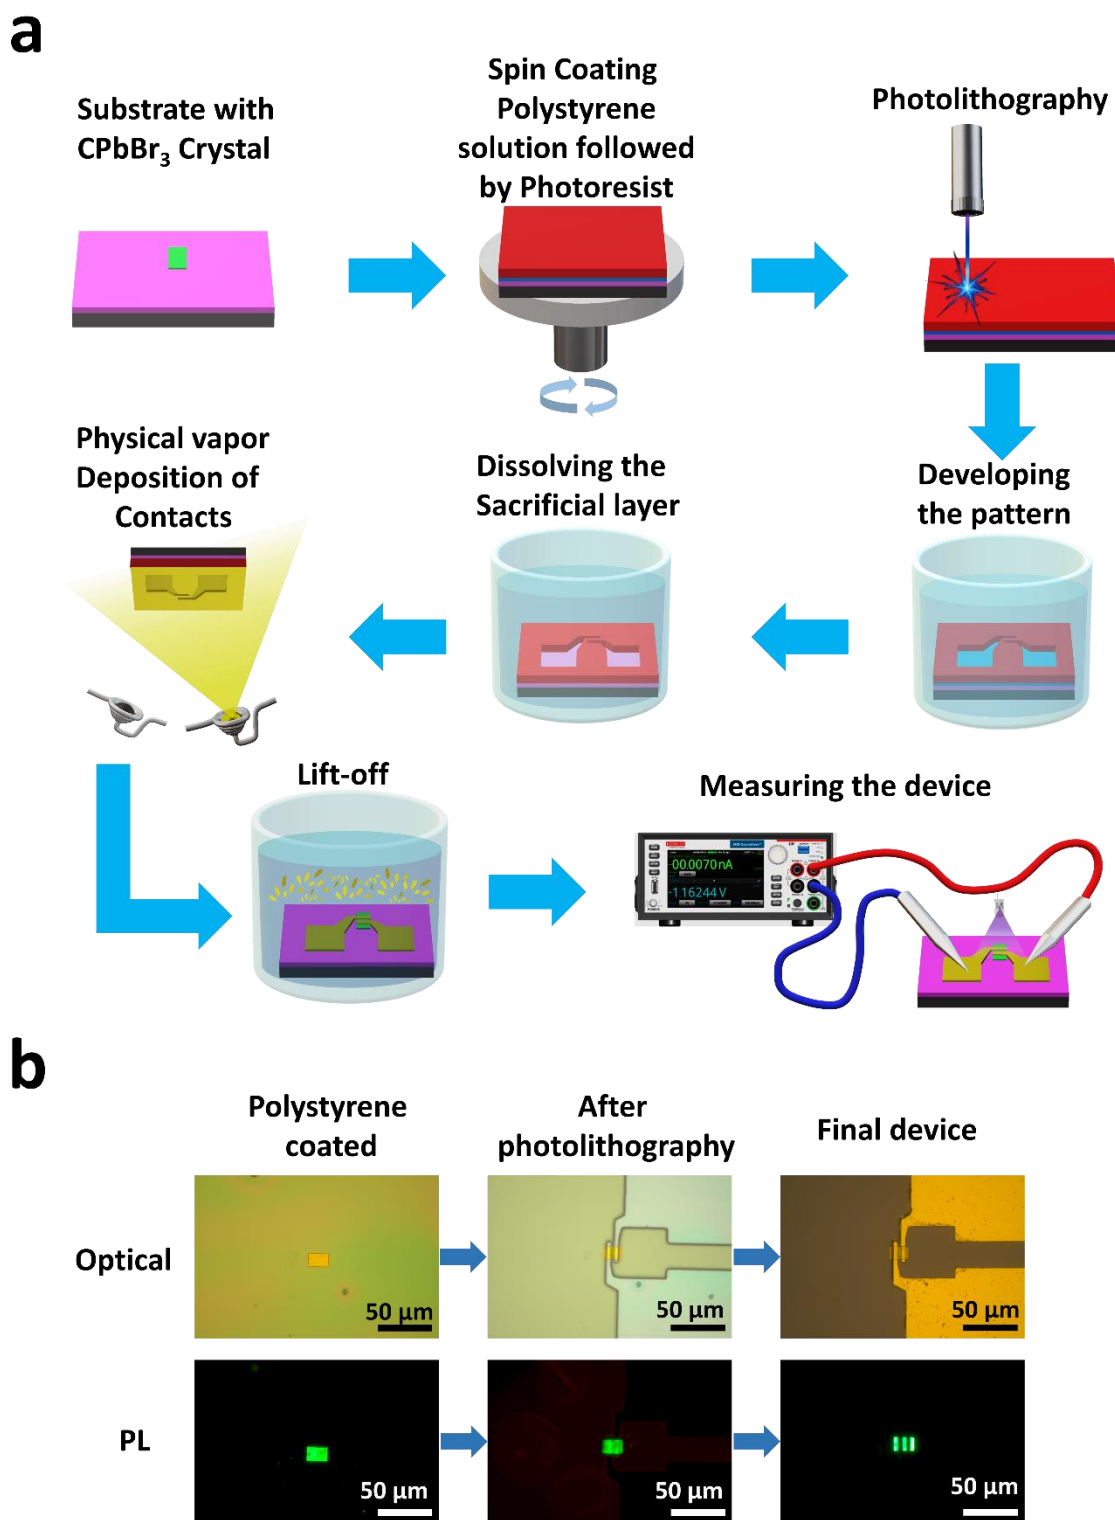 a
Substrate with
CPbBr₃ Crystal
Spin Coating
Polystyrene
solution followed
by Photoresist
Photolithography
Physical vapor
Deposition of
Contacts
Dissolving the
Sacrificial layer
Developing
the pattern
Lift-off
Measuring the device
-00.0070nA
-1.16244 V
b
Polystyrene
coated
After
photolithography
Final device
Optical
50 μm
50 μm
50 μm
PL
50 μm
50 μm
50 μm